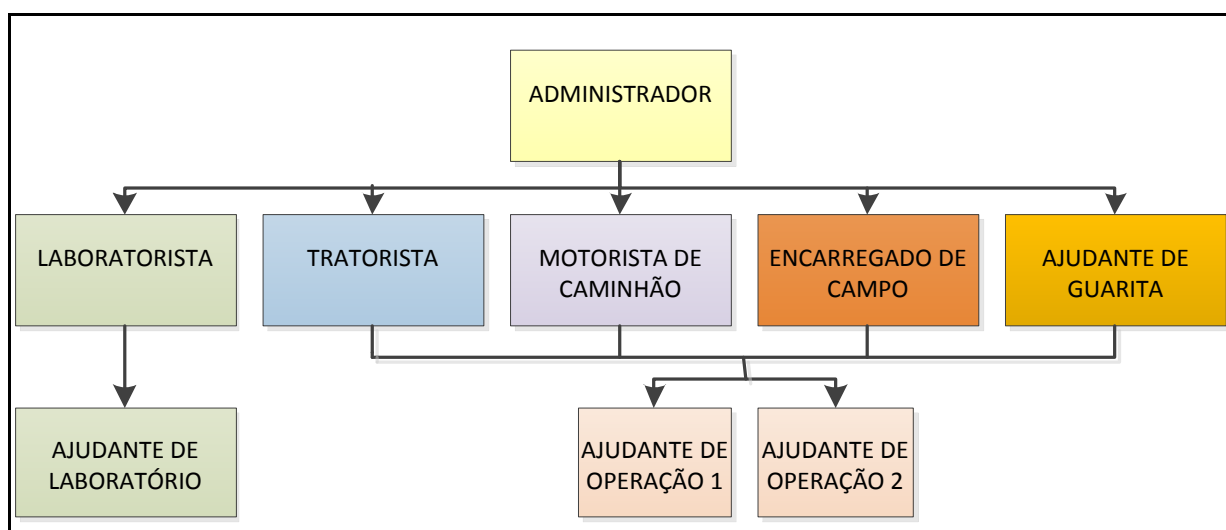 ADMINISTRADOR
LABORATORISTA
TRATORISTA
MOTORISTA DE
CAMINHÃO
ENCARREGADO DE
CAMPO
AJUDANTE DE
GUARITA
AJUDANTE DE
LABORATÓRIO
AJUDANTE DE
OPERAÇÃO 1
AJUDANTE DE
OPERAÇÃO 2